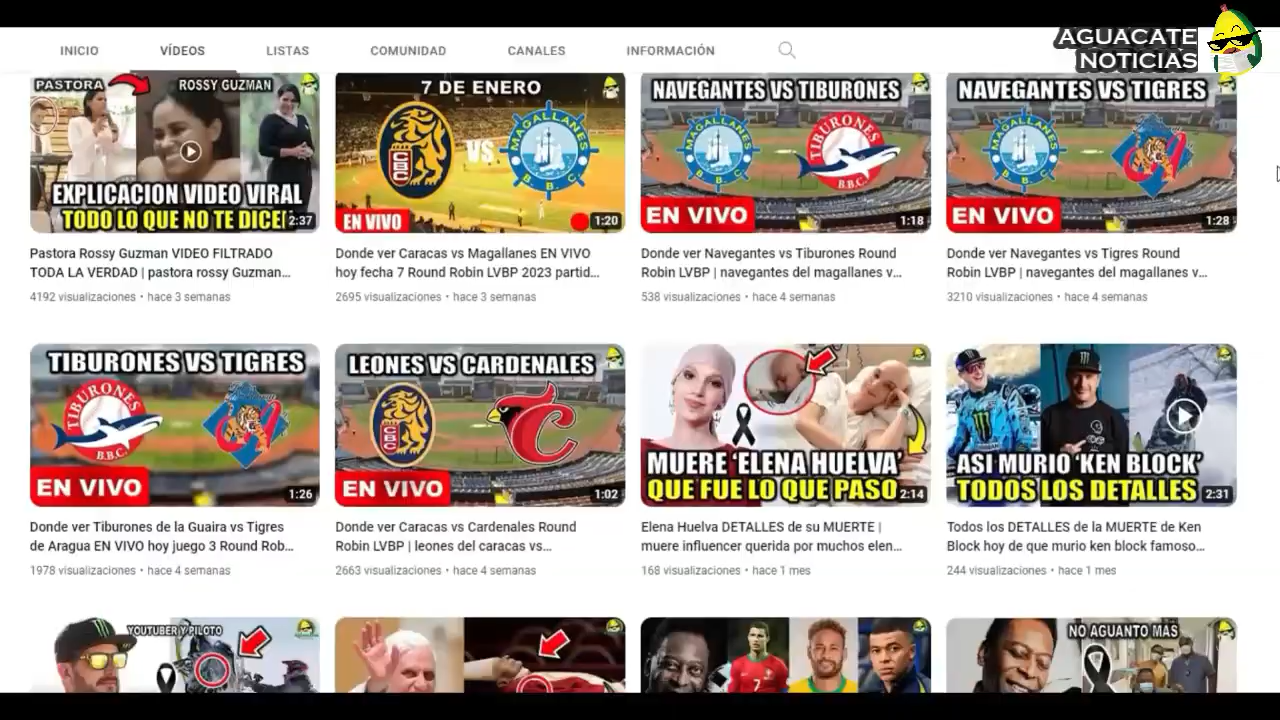 INICIO
VÍDEOS
LISTAS
COMUNIDAD
CANALES
INFORMACIÓN
AGUACATE
NOTICIAS
PASTORA
ROSSY GUZMAN
EXPLICACION VIDEO VIRAL
TODO LO QUE NO TE DICE!
2:37
7 DE ENERO
CBC
VS
MAGALLANES
B.B.C.
EN VIVO
1:20
NAVEGANTES VS TIBURONES
MAGALLANES
B.B.C.
TIBURONES
B.B.C.
EN VIVO
1:18
NAVEGANTES VS TIGRES
MAGALLANES
B.B.C.
EN VIVO
1:28
Pastora Rossy Guzman VIDEO FILTRADO
TODA LA VERDAD | pastora rossy Guzman...
4192 visualizaciones • hace 3 semanas
Donde ver Caracas vs Magallanes EN VIVO
hoy fecha 7 Round Robin LVBP 2023 partid...
2695 visualizaciones • hace 3 semanas
Donde ver Navegantes vs Tiburones Round
Robin LVBP | navegantes del magallanes v...
538 visualizaciones • hace 4 semanas
Donde ver Navegantes vs Tigres Round
Robin LVBP | navegantes del magallanes v...
3210 visualizaciones • hace 4 semanas
TIBURONES VS TIGRES
TIBURONES
B.B.C.
EN VIVO
1:26
LEONES VS CARDENALES
CBC
EN VIVO
1:02
MUERE 'ELENA HUELVA'
QUE FUE LO QUE PASO
2:14
ASI MURIO 'KEN BLOCK'
TODOS LOS DETALLES
2:31
Donde ver Tiburones de la Guaira vs Tigres
de Aragua EN VIVO hoy juego 3 Round Rob...
1978 visualizaciones • hace 4 semanas
Donde ver Caracas vs Cardenales Round
Robin LVBP | leones del caracas vs...
2663 visualizaciones • hace 4 semanas
Elena Huelva DETALLES de su MUERTE |
muere influencer querida por muchos elen...
168 visualizaciones • hace 1 mes
Todos los DETALLES de la MUERTE de Ken
Block hoy de que murio ken block famoso...
244 visualizaciones • hace 1 mes
YOUTUBER Y PILOTO
NO AGUANTO MÁS